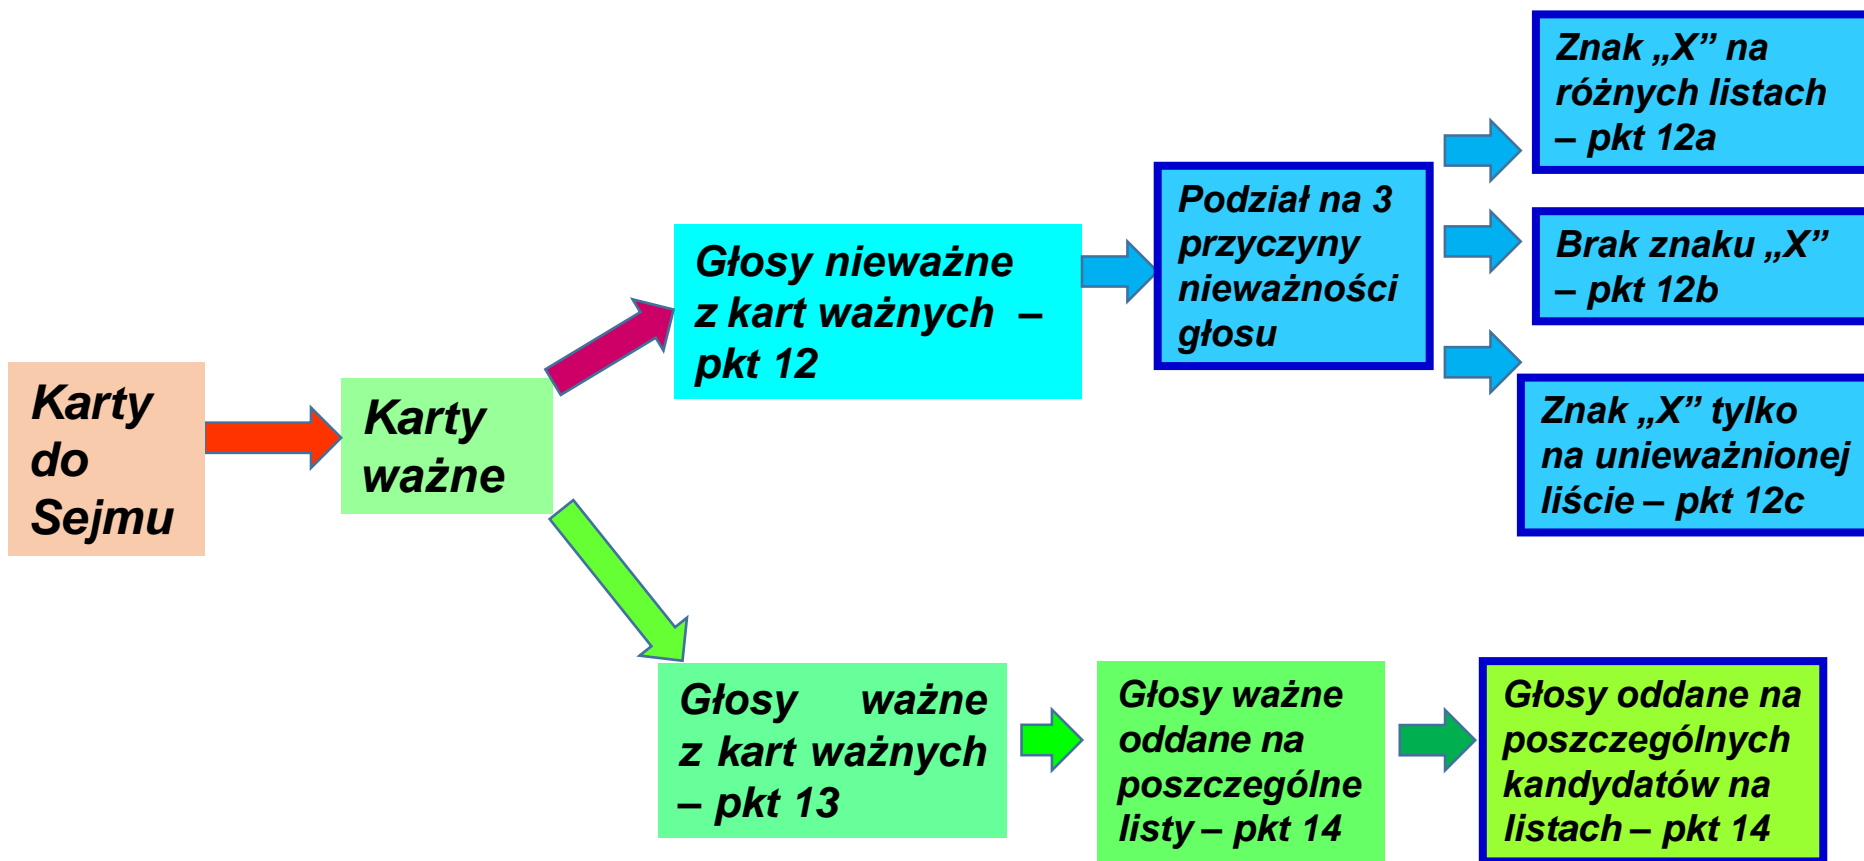 Karty
do
Sejmu
Karty
ważne
Głosy nieważne
z kart ważnych –
pkt 12
Podział na 3
przyczyny
nieważności
głosu
Znak „X” na
różnych listach
– pkt 12a
Brak znaku „X”
– pkt 12b
Znak „X” tylko
na unieważnionej
liście – pkt 12c
Głosy ważne
z kart ważnych
– pkt 13
Głosy ważne
oddane na
poszczególne
listy – pkt 14
Głosy oddane na
poszczególnych
kandydatów na
listach – pkt 14